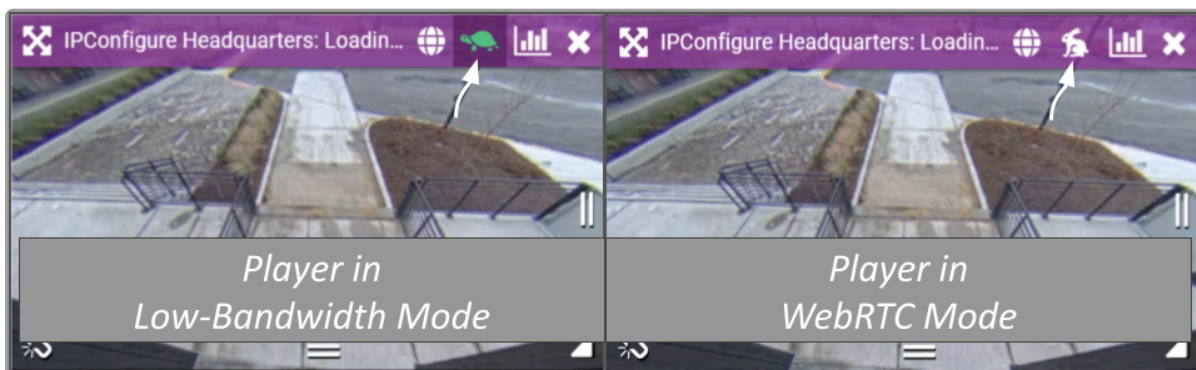 IPConfigure Headquarters: Loadin...
IPConfigure Headquarters: Loadin...
Player in
Low-Bandwidth Mode
Player in
WebRTC Mode